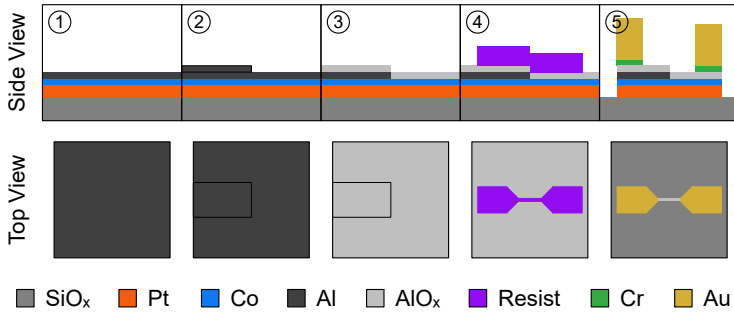 Side View
① ② ③ ④ ⑤
Top View
SiOₓ Pt Co Al AlOₓ Resist Cr Au